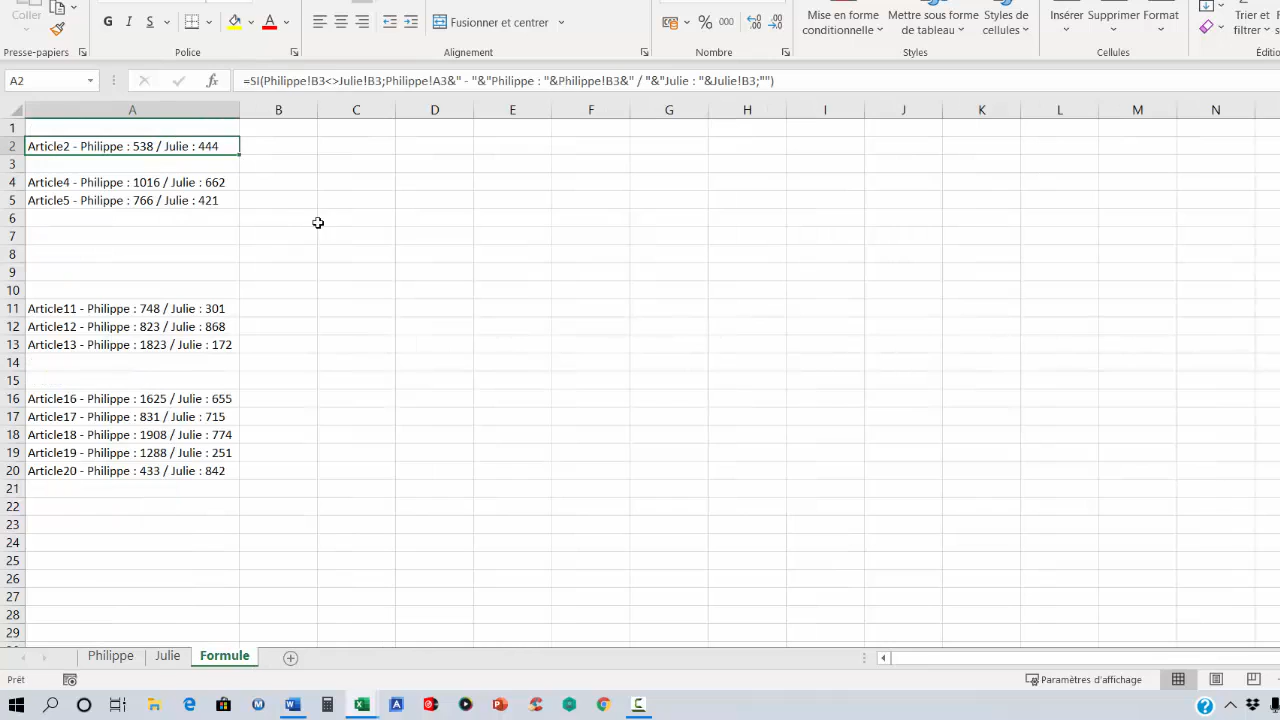 Coller
G I S A
Fusionner et centrer
% 000
Mise en forme conditionnelle
Mettre sous forme de tableau
Styles de cellules
Insérer Supprimer Format
Trier et filtrer
Presse-papiers Police Alignement Nombre Styles Cellules
A2 fx =SI(Philippe!B3<>Julie!B3;Philippe!A3&" - "&"Philippe : "&Philippe!B3&" / "&"Julie : "&Julie!B3;"")
A B C D E F G H I J K L M N
1
2 Article2 - Philippe : 538 / Julie : 444
3
4 Article4 - Philippe : 1016 / Julie : 662
5 Article5 - Philippe : 766 / Julie : 421
6
7
8
9
10
11 Article11 - Philippe : 748 / Julie : 301
12 Article12 - Philippe : 823 / Julie : 868
13 Article13 - Philippe : 1823 / Julie : 172
14
15
16 Article16 - Philippe : 1625 / Julie : 655
17 Article17 - Philippe : 831 / Julie : 715
18 Article18 - Philippe : 1908 / Julie : 774
19 Article19 - Philippe : 1288 / Julie : 251
20 Article20 - Philippe : 433 / Julie : 842
21
22
23
24
25
26
27
28
29
Philippe Julie Formule
Prêt Paramètres d'affichage